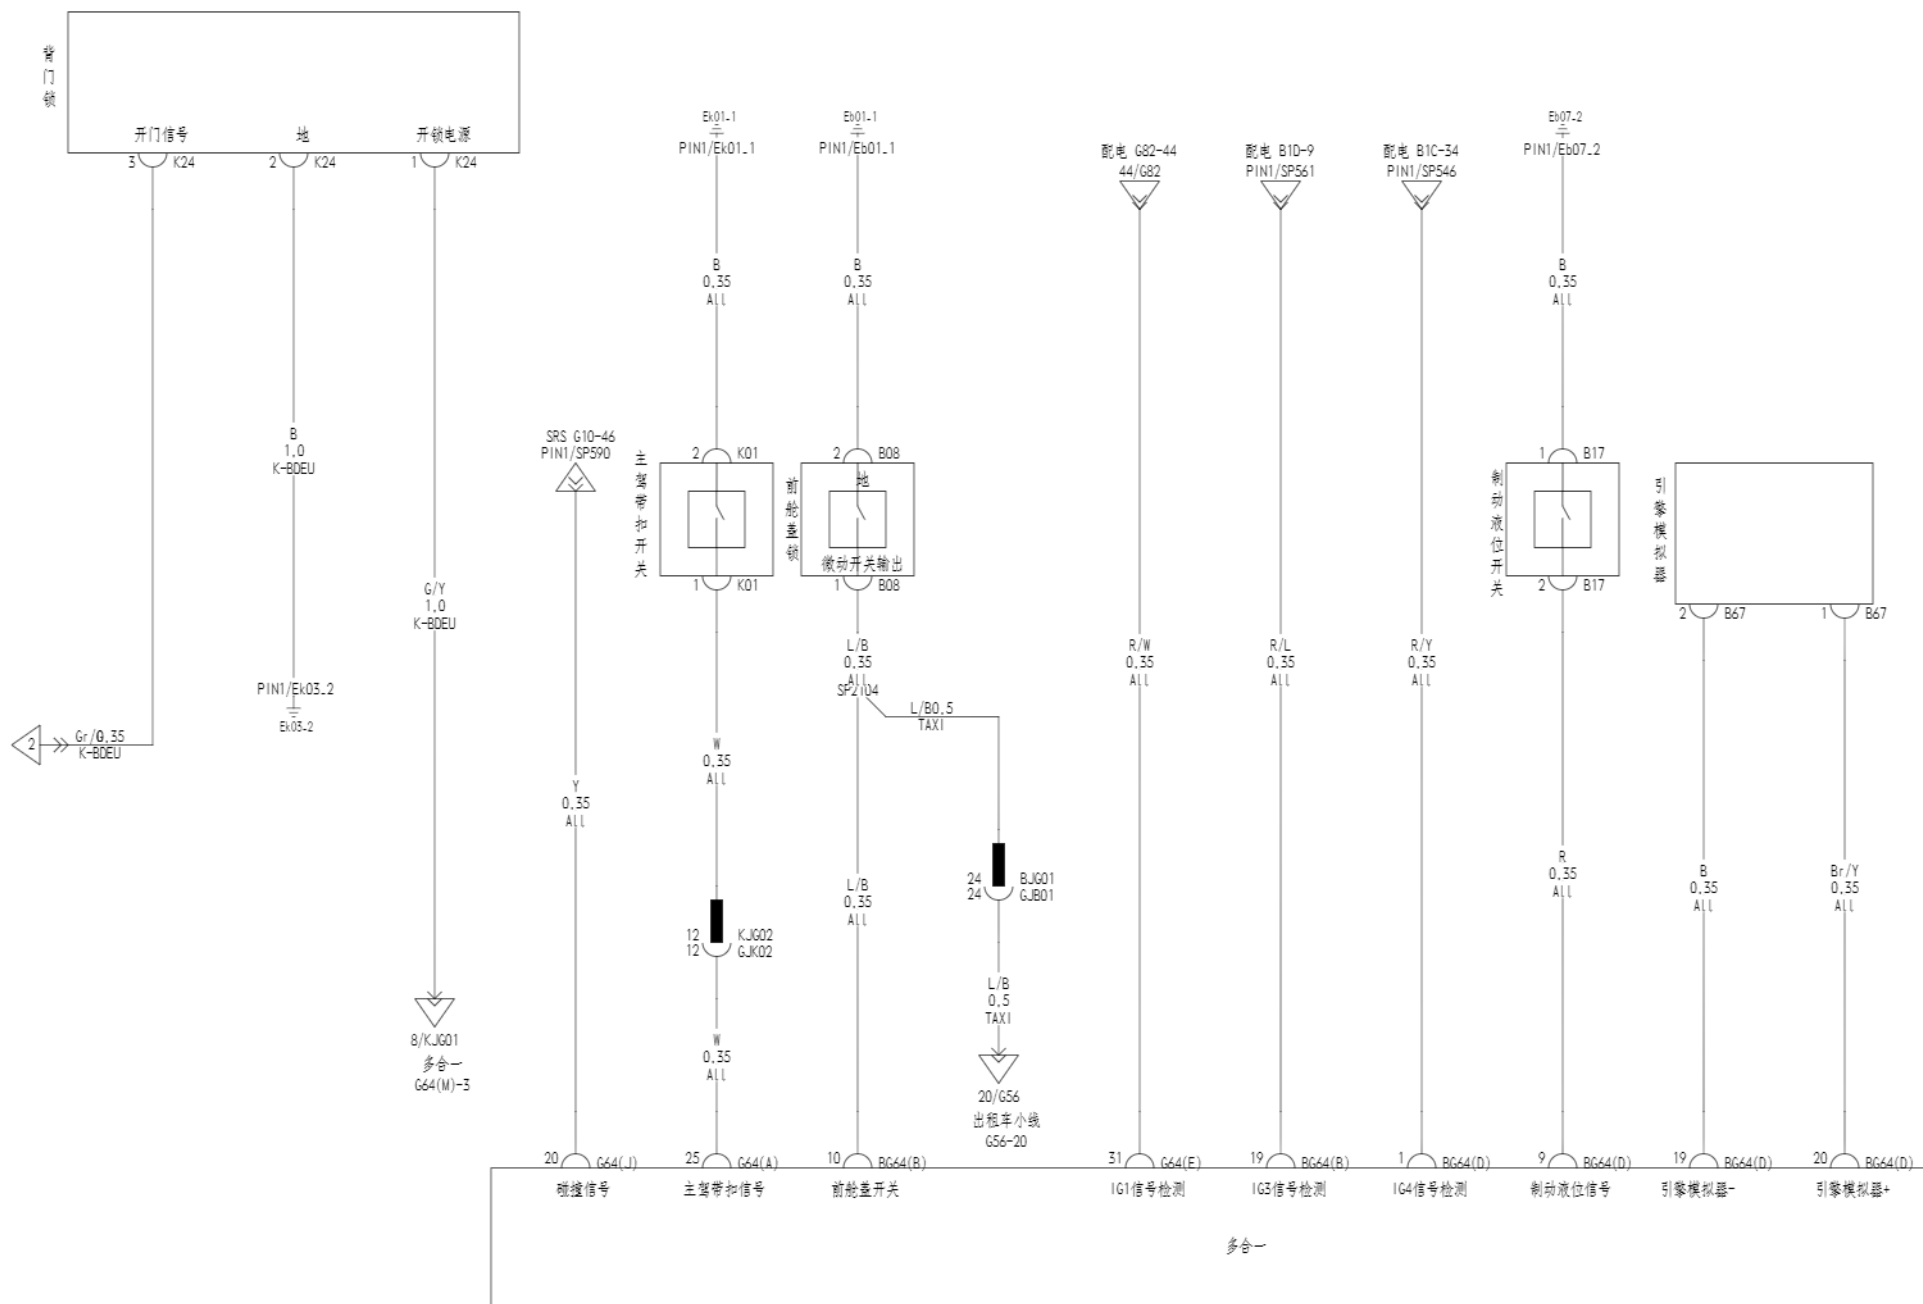 背门锁
开门信号
地
开锁电源
3
K24
2
K24
1
K24
Ek01-1
PIN1/Ek01_1
Eb01-1
PIN1/Eb01_1
配电 G82-44
44/G82
配电 B1D-9
PIN1/SP561
配电 B1C-34
PIN1/SP546
Eb07-2
PIN1/Eb07_2
B
0,35
All
B
0,35
All
B
0,35
All
B
1,0
K-BDEU
SRS G10-46
PIN1/SP590
主驾带扣开关
2
K01
1
K01
前舱盖锁
2
B08
地
微动开关输出
1
B08
制动液位开关
1
B17
2
B17
引擎模拟器
2
B67
1
B67
G/Y
1,0
K-BDEU
L/B
0,35
All
SP2104
L/B0,5
TAXI
R/W
0,35
All
R/L
0,35
All
R/Y
0,35
All
PIN1/Ek03_2
Ek03-2
2
Gr/0,35
K-BDEU
W
0,35
All
Y
0,35
All
L/B
0,35
All
24
BJG01
24
GJB01
R
0,35
All
B
0,35
All
Br/Y
0,35
All
12
KJG02
12
GJK02
L/B
0,5
TAXI
8/KJG01
多合一
G64(M)-3
W
0,35
All
20/G56
出租车小线
G56-20
20
G64(J)
25
G64(A)
10
BG64(B)
31
G64(E)
19
BG64(B)
1
BG64(D)
9
BG64(D)
19
BG64(D)
20
BG64(D)
碰撞信号
主驾带扣信号
前舱盖开关
IG1信号检测
IG3信号检测
IG4信号检测
制动液位信号
引擎模拟器-
引擎模拟器+
多合一